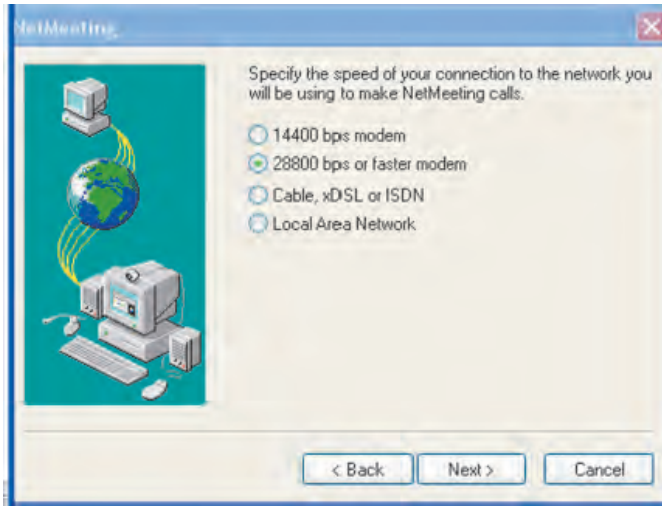 NetMeeting
Specify the speed of your connection to the network you
will be using to make NetMeeting calls.
14400 bps modem
28800 bps or faster modem
Cable, xDSL or ISDN
Local Area Network
< Back
Next >
Cancel